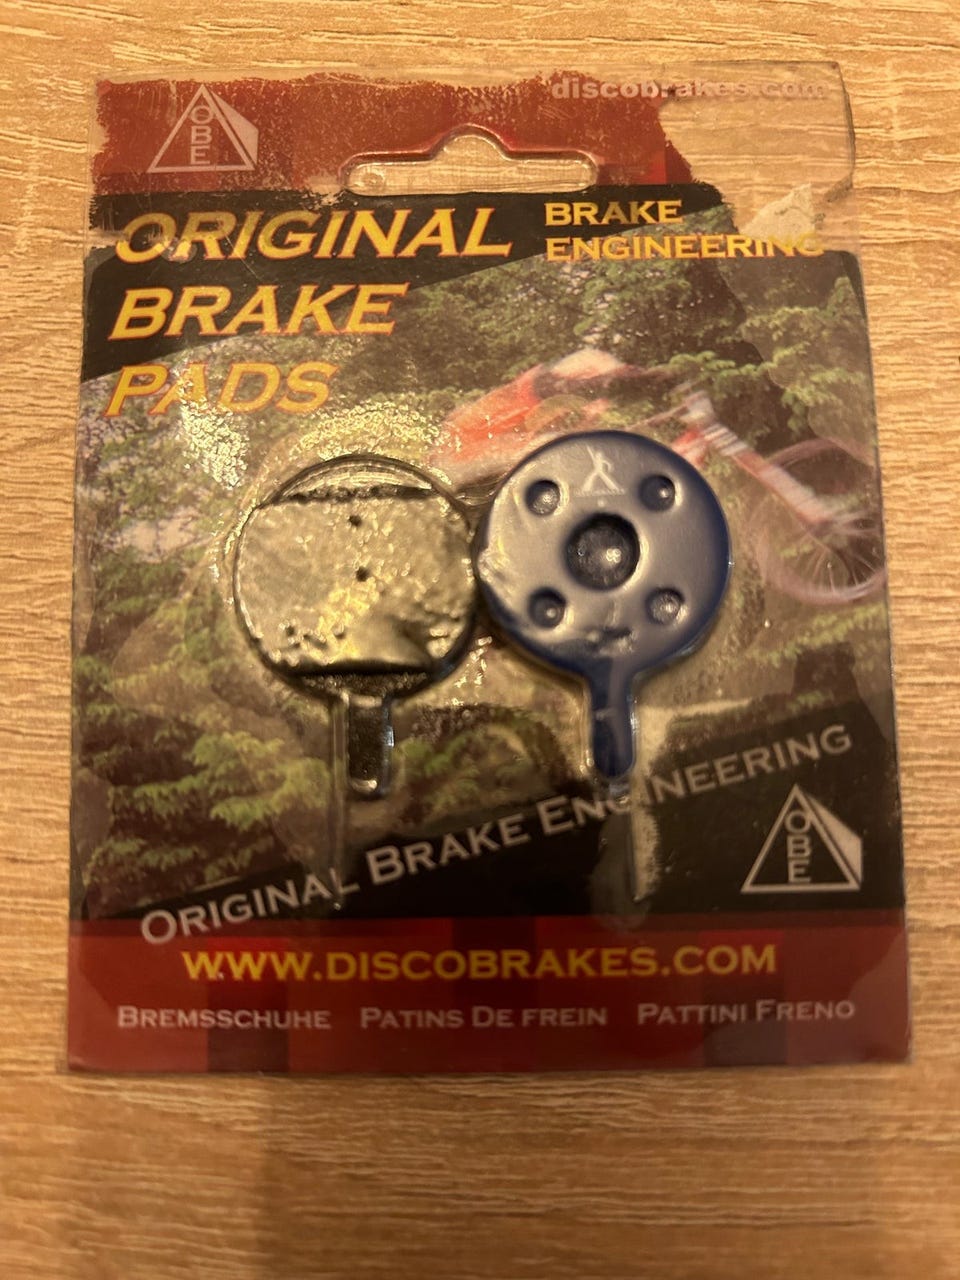 discobrakes.com
OBE
ORIGINAL
BRAKE
PADS
BRAKE
ENGINEERING
ORIGINAL BRAKE ENGINEERING
OBE
WWW.DISCOBRAKES.COM
BREMSSCHUHE PATINS DE FREIN PATTINI FRENO